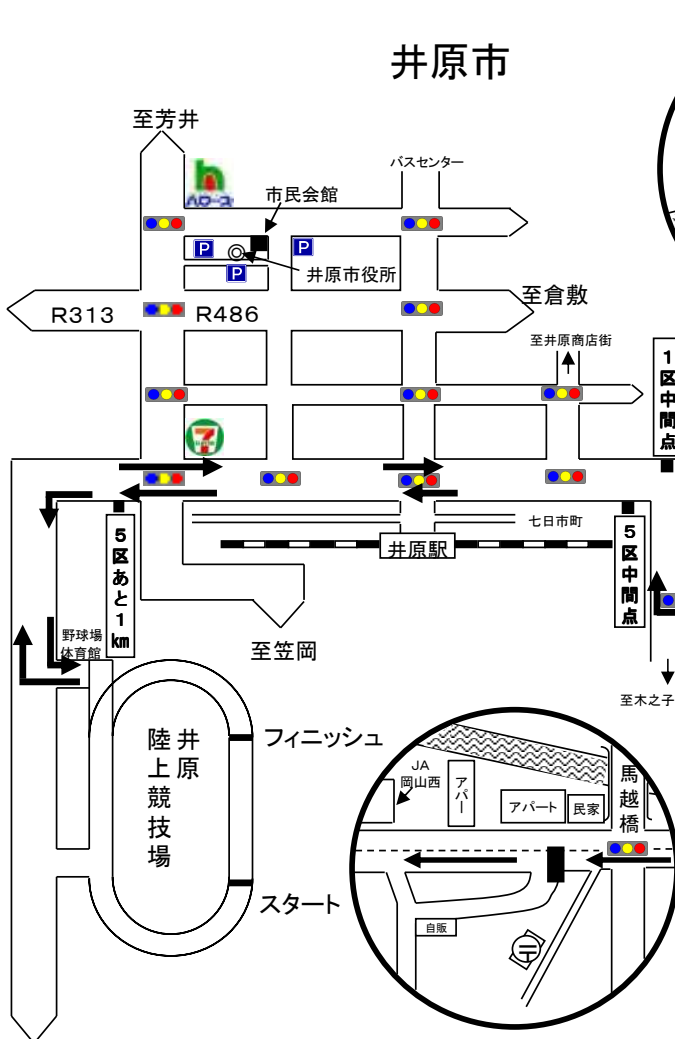 井原市
至芳井
ハローズ
バスセンター
市民会館
P
P
P
井原市役所
至倉敷
R313
R486
至井原商店街
1区中間点
7
七日市町
井原駅
5区あと1km
5区中間点
野球場
体育館
至笠岡
至木之子
フィニッシュ
井原
陸上競技場
スタート
JA
岡山西
アパー
アパート
民家
馬越橋
自販
〒